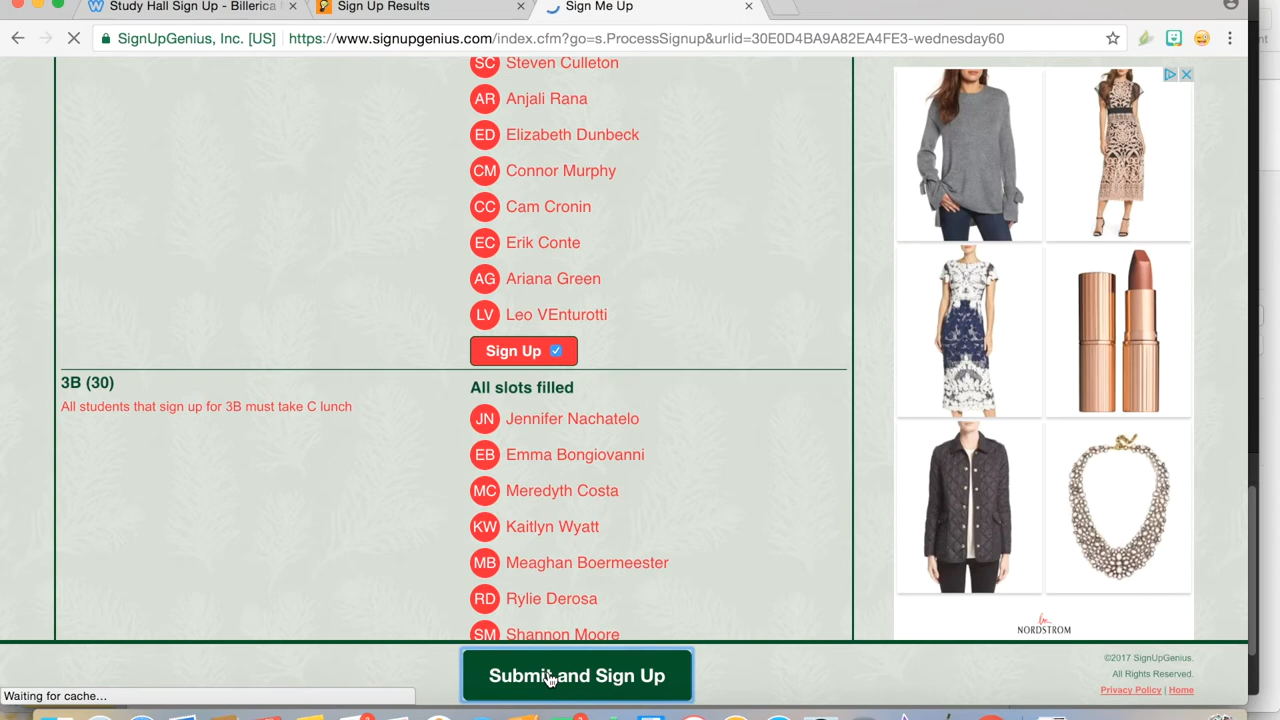 Study Hall Sign Up - Billerica
Sign Up Results
Sign Me Up
SignUpGenius, Inc. [US]
https://www.signupgenius.com/index.cfm?go=s.ProcessSignup&urlid=30E0D4BA9A82EA4FE3-wednesday60
SC Steven Culleton
AR Anjali Rana
ED Elizabeth Dunbeck
CM Connor Murphy
CC Cam Cronin
EC Erik Conte
AG Ariana Green
LV Leo VEnturotti
Sign Up
3B (30)
All slots filled
All students that sign up for 3B must take C lunch
JN Jennifer Nachatelo
EB Emma Bongiovanni
MC Meredyth Costa
KW Kaitlyn Wyatt
MB Meaghan Boermeester
RD Rylie Derosa
SM Shannon Moore
NORDSTROM
Submit and Sign Up
©2017 SignUpGenius.
All Rights Reserved.
Privacy Policy | Home
Waiting for cache...